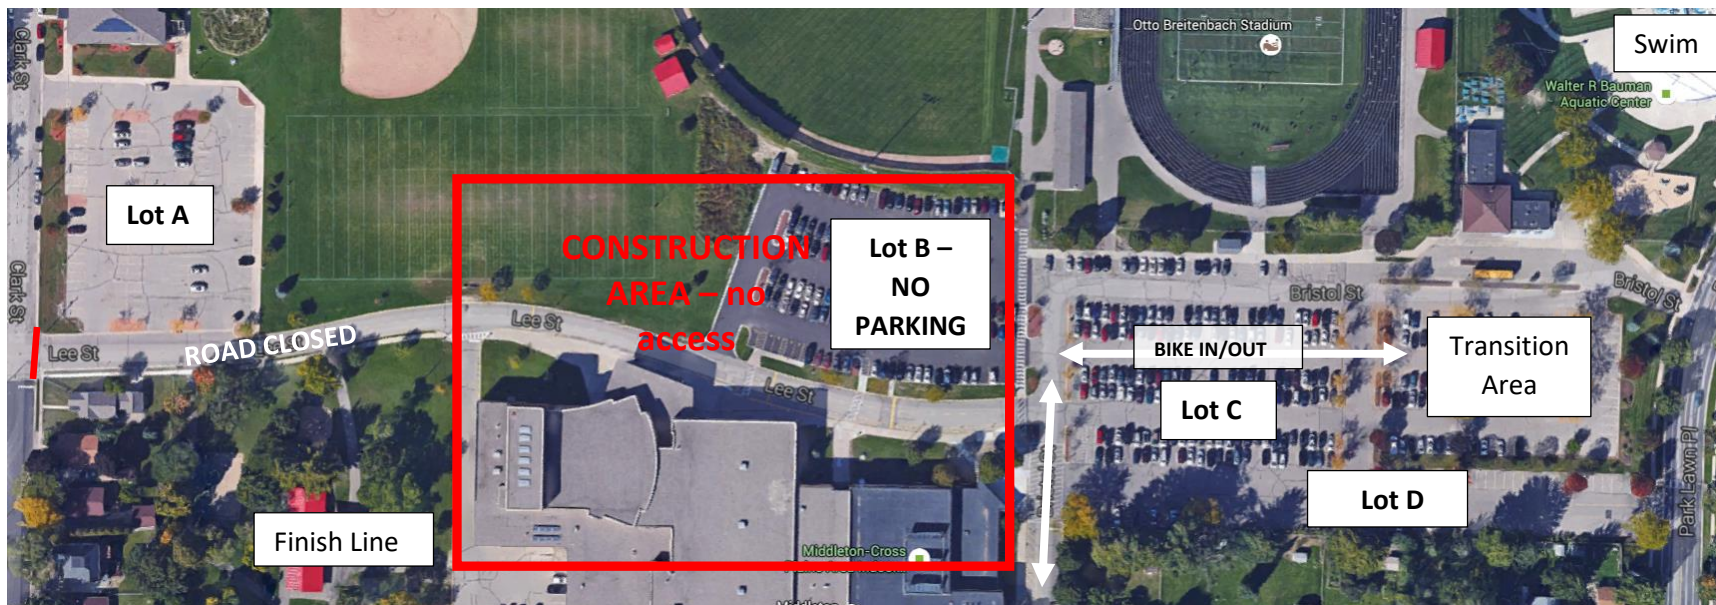 Clark St
Otto Breitenbach Stadium
Swim
Walter R Bauman
Aquatic Center
Lot A
CONSTRUCTION
AREA – no
access
Lot B –
NO
PARKING
Clark St
Bristol St
Bristol St
Lee St
Lee St
ROAD CLOSED
BIKE IN/OUT
Transition
Area
Lee St
Lot C
Lot D
Park Lawn Pl
Finish Line
Middleton-Cross
Middleton